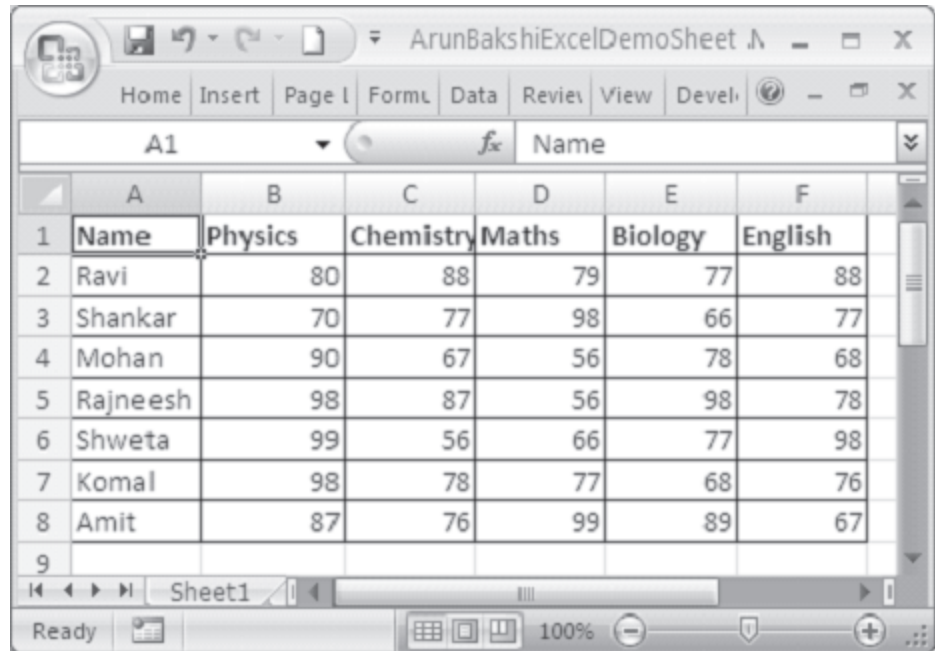 ArunBakshiExcelDemoSheet
Home Insert Page Data View
A1 fx Name
A B C D E F
1 Name Physics Chemistry Maths Biology English
2 Ravi 80 88 79 77 88
3 Shankar 70 77 98 66 77
4 Mohan 90 67 56 78 68
5 Rajneesh 98 87 56 98 78
6 Shweta 99 56 66 77 98
7 Komal 98 78 77 68 76
8 Amit 87 76 99 89 67
9
Sheet1
Ready 100%